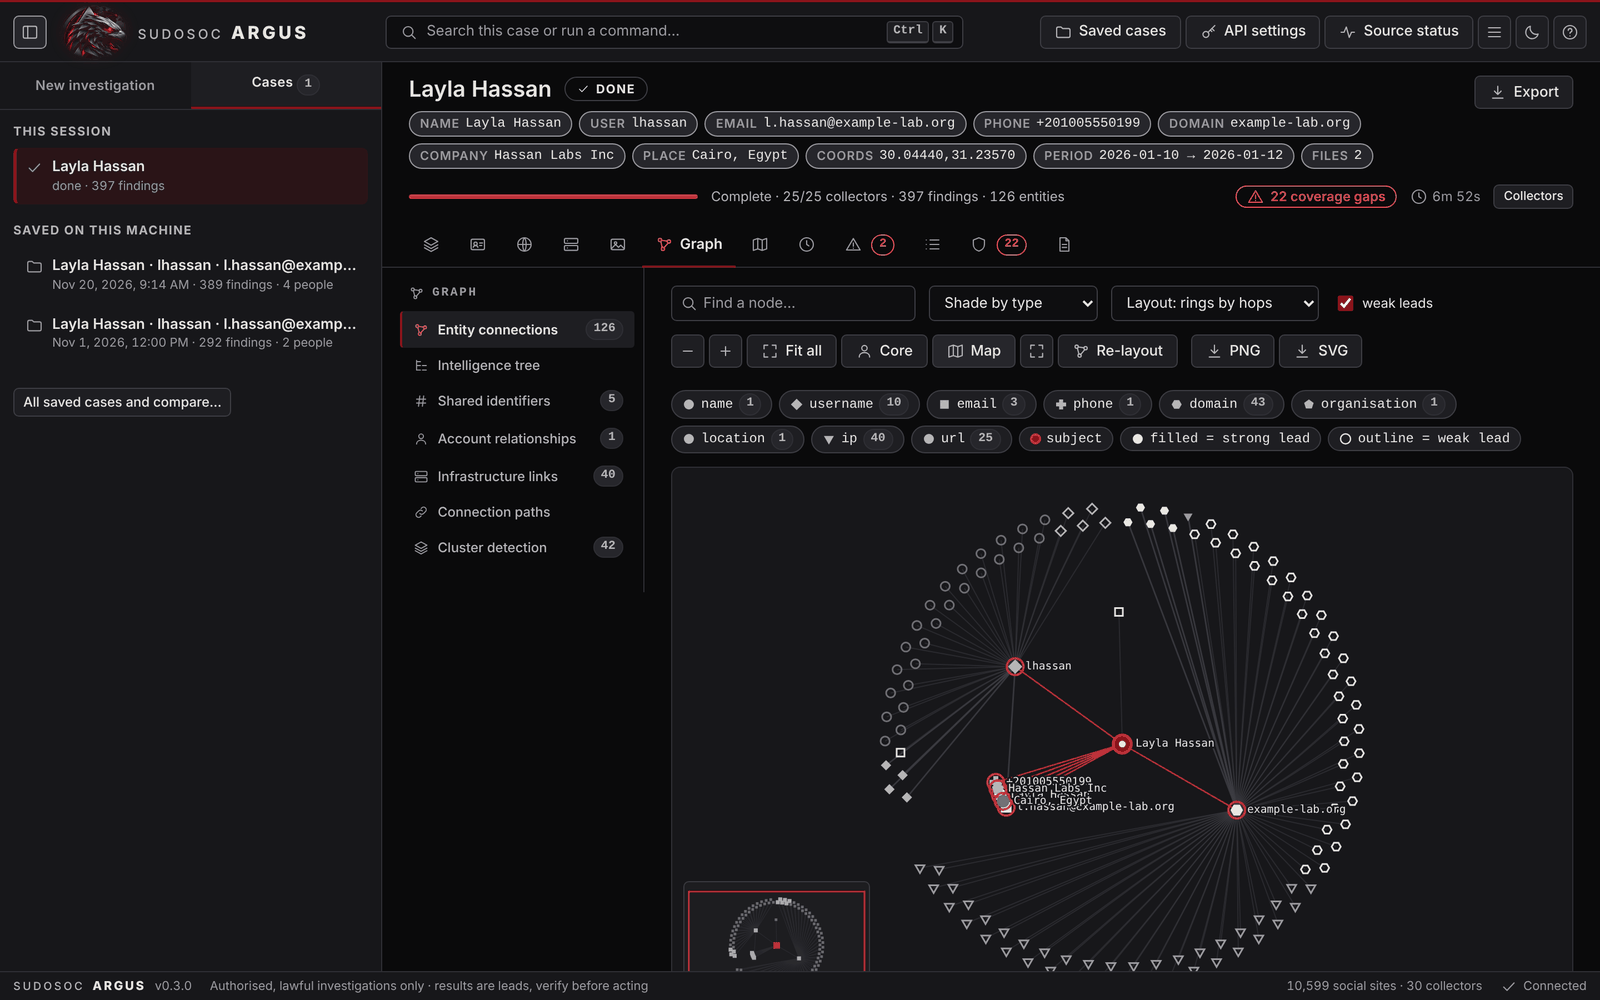 SUDOSOC ARGUS
Search this case or run a command... Ctrl K
Saved cases
API settings
Source status
New investigation
Cases 1
THIS SESSION
Layla Hassan
done · 397 findings
SAVED ON THIS MACHINE
Layla Hassan · lhassan · l.hassan@examp...
Nov 20, 2026, 9:14 AM · 389 findings · 4 people
Layla Hassan · lhassan · l.hassan@examp...
Nov 1, 2026, 12:00 PM · 292 findings · 2 people
All saved cases and compare...
Layla Hassan DONE
Export
NAME Layla Hassan USER lhassan EMAIL l.hassan@example-lab.org PHONE +201005550199 DOMAIN example-lab.org
COMPANY Hassan Labs Inc PLACE Cairo, Egypt COORDS 30.04440,31.23570 PERIOD 2026-01-10 → 2026-01-12 FILES 2
Complete · 25/25 collectors · 397 findings · 126 entities
22 coverage gaps 6m 52s Collectors
Graph 2 22
GRAPH
Entity connections 126
Intelligence tree
Shared identifiers 5
Account relationships 1
Infrastructure links 40
Connection paths
Cluster detection 42
Find a node... Shade by type Layout: rings by hops weak leads
− + Fit all Core Map Re-layout PNG SVG
name 1 username 10 email 3 phone 1 domain 43 organisation 1
location 1 ip 40 url 25 subject filled = strong lead outline = weak lead
lhassan
Layla Hassan
+201005550199
Hassan Labs Inc
Cairo, Egypt
l.hassan@example-lab.org
example-lab.org
SUDOSOC ARGUS v0.3.0 Authorised, lawful investigations only · results are leads, verify before acting
10,599 social sites · 30 collectors Connected